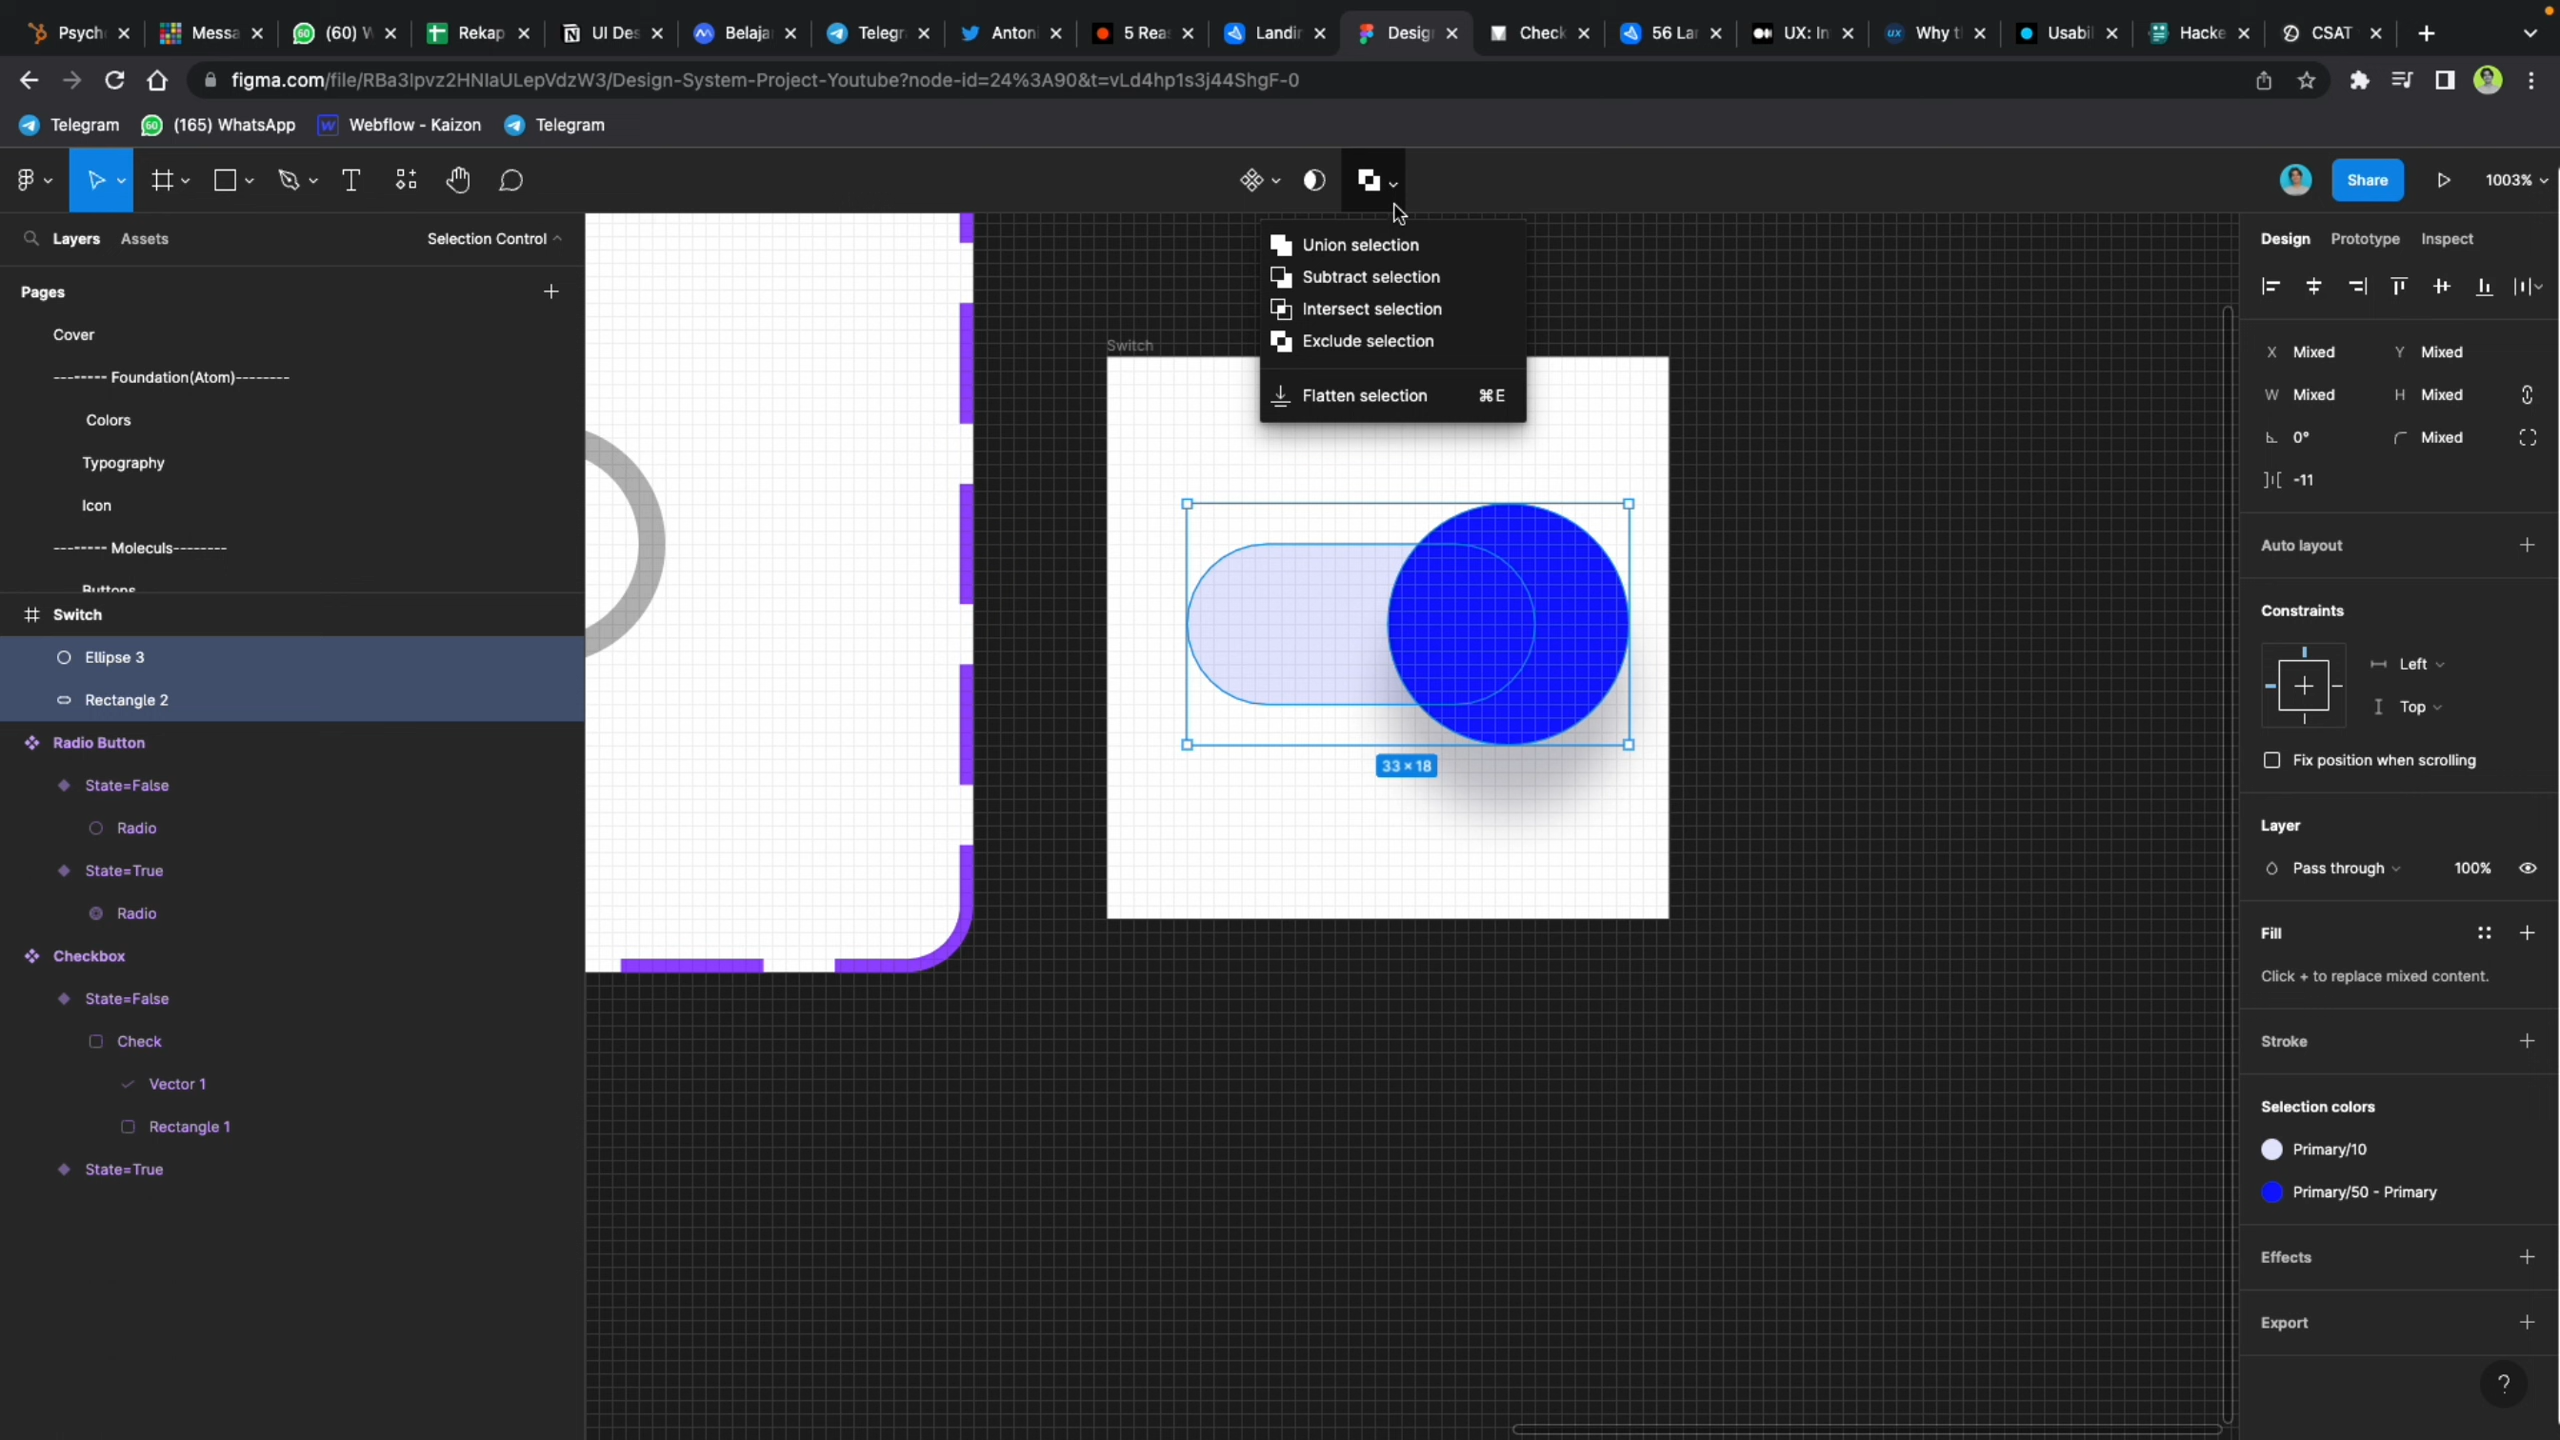 Psych
Messa
(60) W
Rekap
UI Des
Belaja
Telegr
Anton
5 Rea
Landin
Desig
Check
56 Lan
UX: In
Why t
Usabil
Hacke
CSAT
figma.com/file/RBa3lpvz2HNlaULepVdzW3/Design-System-Project-Youtube?node-id=24%3A90&t=vLd4hp1s3j44ShgF-0
Telegram
60
(165) WhatsApp
Webflow - Kaizon
Telegram
Share
1003%
Layers
Assets
Selection Control
Pages
Cover
-------- Foundation(Atom)--------
Colors
Typography
Icon
-------- Moleculs--------
Buttons
Switch
Ellipse 3
Rectangle 2
Radio Button
State=False
Radio
State=True
Radio
Checkbox
State=False
Check
Vector 1
Rectangle 1
State=True
Union selection
Subtract selection
Intersect selection
Exclude selection
Flatten selection ⌘E
Switch
33 × 18
Design
Prototype
Inspect
X Mixed Y Mixed
W Mixed H Mixed
0° Mixed
-11
Auto layout
Constraints
Left
Top
Fix position when scrolling
Layer
Pass through 100%
Fill
Click + to replace mixed content.
Stroke
Selection colors
Primary/10
Primary/50 - Primary
Effects
Export
?